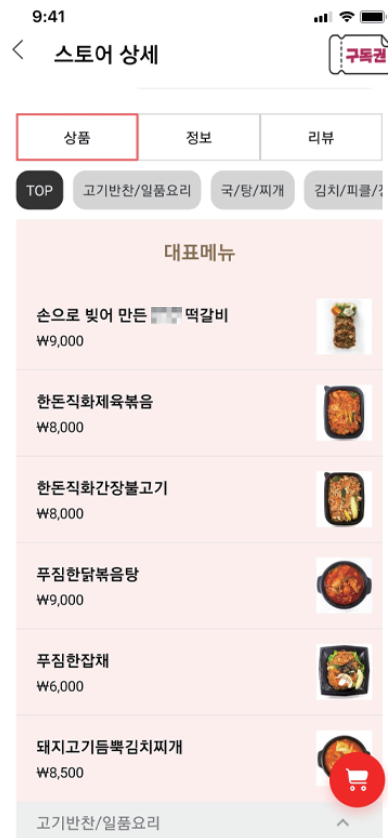 9:41
스토어 상세
구독권
상품
정보
리뷰
TOP
고기반찬/일품요리
국/탕/찌개
김치/피클/
대표메뉴
손으로 빚어 만든 떡갈비
₩9,000
한돈직화제육볶음
₩8,000
한돈직화간장불고기
₩8,000
푸짐한닭볶음탕
₩9,000
푸짐한잡채
₩6,000
돼지고기듬뿍김치찌개
₩8,500
고기반찬/일품요리